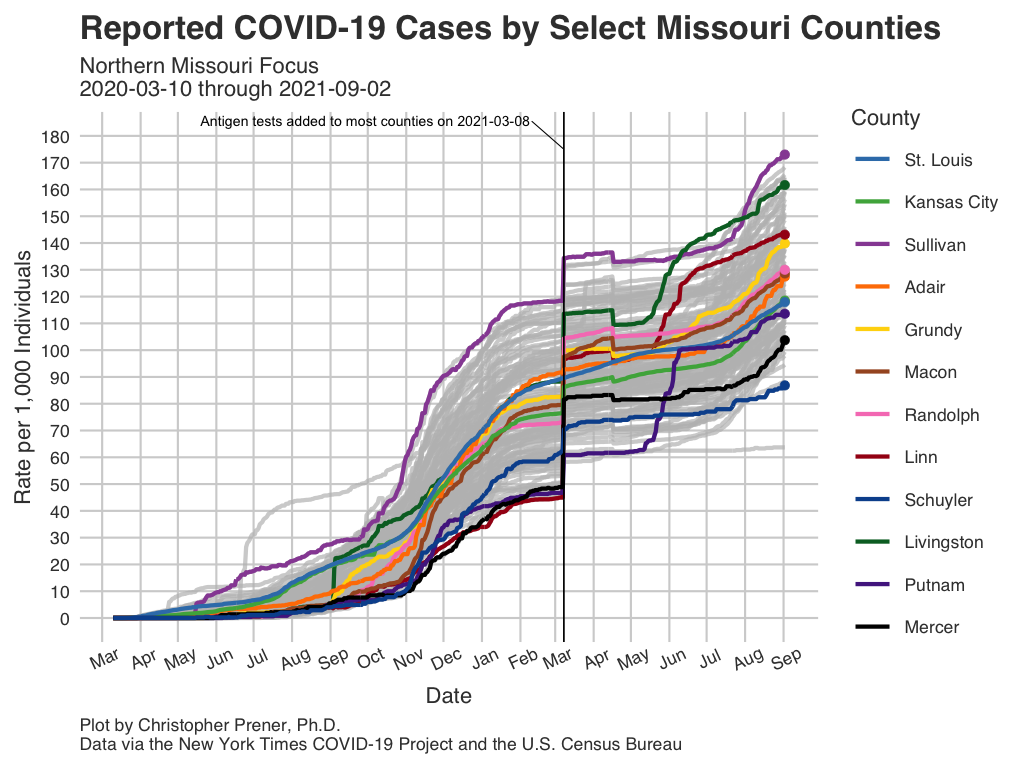 Reported COVID-19 Cases by Select Missouri Counties
Northern Missouri Focus
2020-03-10 through 2021-09-02
Antigen tests added to most counties on 2021-03-08
Rate per 1,000 Individuals
180
170
160
150
140
130
120
110
100
90
80
70
60
50
40
30
20
10
0
Mar Apr May Jun Jul Aug Sep Oct Nov Dec Jan Feb Mar Apr May Jun Jul Aug Sep
Date
County
St. Louis
Kansas City
Sullivan
Adair
Grundy
Macon
Randolph
Linn
Schuyler
Livingston
Putnam
Mercer
Plot by Christopher Prener, Ph.D.
Data via the New York Times COVID-19 Project and the U.S. Census Bureau